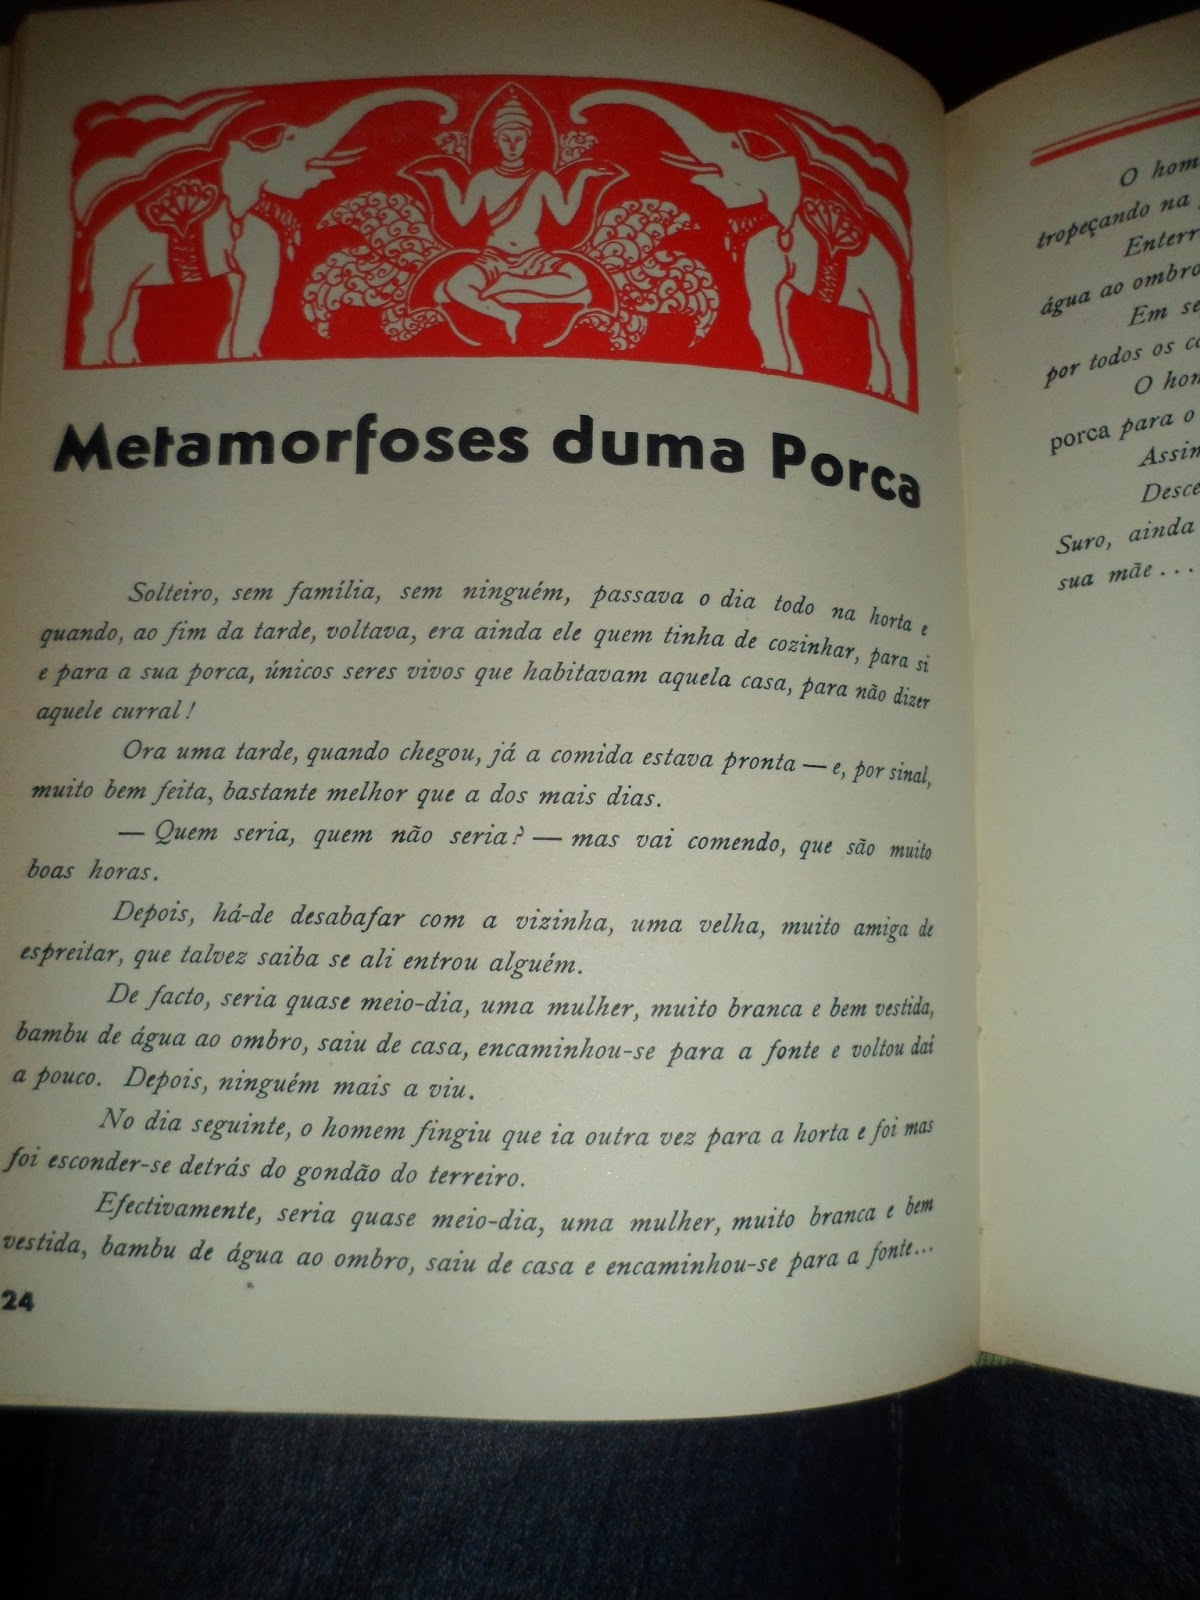 Metamorfoses duma Porca
Solteiro, sem família, sem ninguém, passava o dia todo na horta e
quando, ao fim da tarde, voltava, era ainda ele quem tinha de cozinhar, para si
e para a sua porca, únicos seres vivos que habitavam aquela casa, para não dizer
aquele curral!
Ora uma tarde, quando chegou, já a comida estava pronta — e, por sinal,
muito bem feita, bastante melhor que a dos mais dias.
— Quem seria, quem não seria? — mas vai comendo, que são muito
boas horas.
Depois, há-de desabafar com a vizinha, uma velha, muito amiga de
espreitar, que talvez saiba se ali entrou alguém.
De facto, seria quase meio-dia, uma mulher, muito branca e bem vestida,
bambu de água ao ombro, saiu de casa, encaminhou-se para a fonte e voltou daí
a pouco. Depois, ninguém mais a viu.
No dia seguinte, o homem fingiu que ia outra vez para a horta e foi mas
foi esconder-se detrás do gondão do terreiro.
Efectivamente, seria quase meio-dia, uma mulher, muito branca e bem
vestida, bambu de água ao ombro, saiu de casa e encaminhou-se para a fonte...
24
O
tropeçando na
água ao ombro
Em
por todos os
O
porca para o
Suro, ainda
sua mãe...